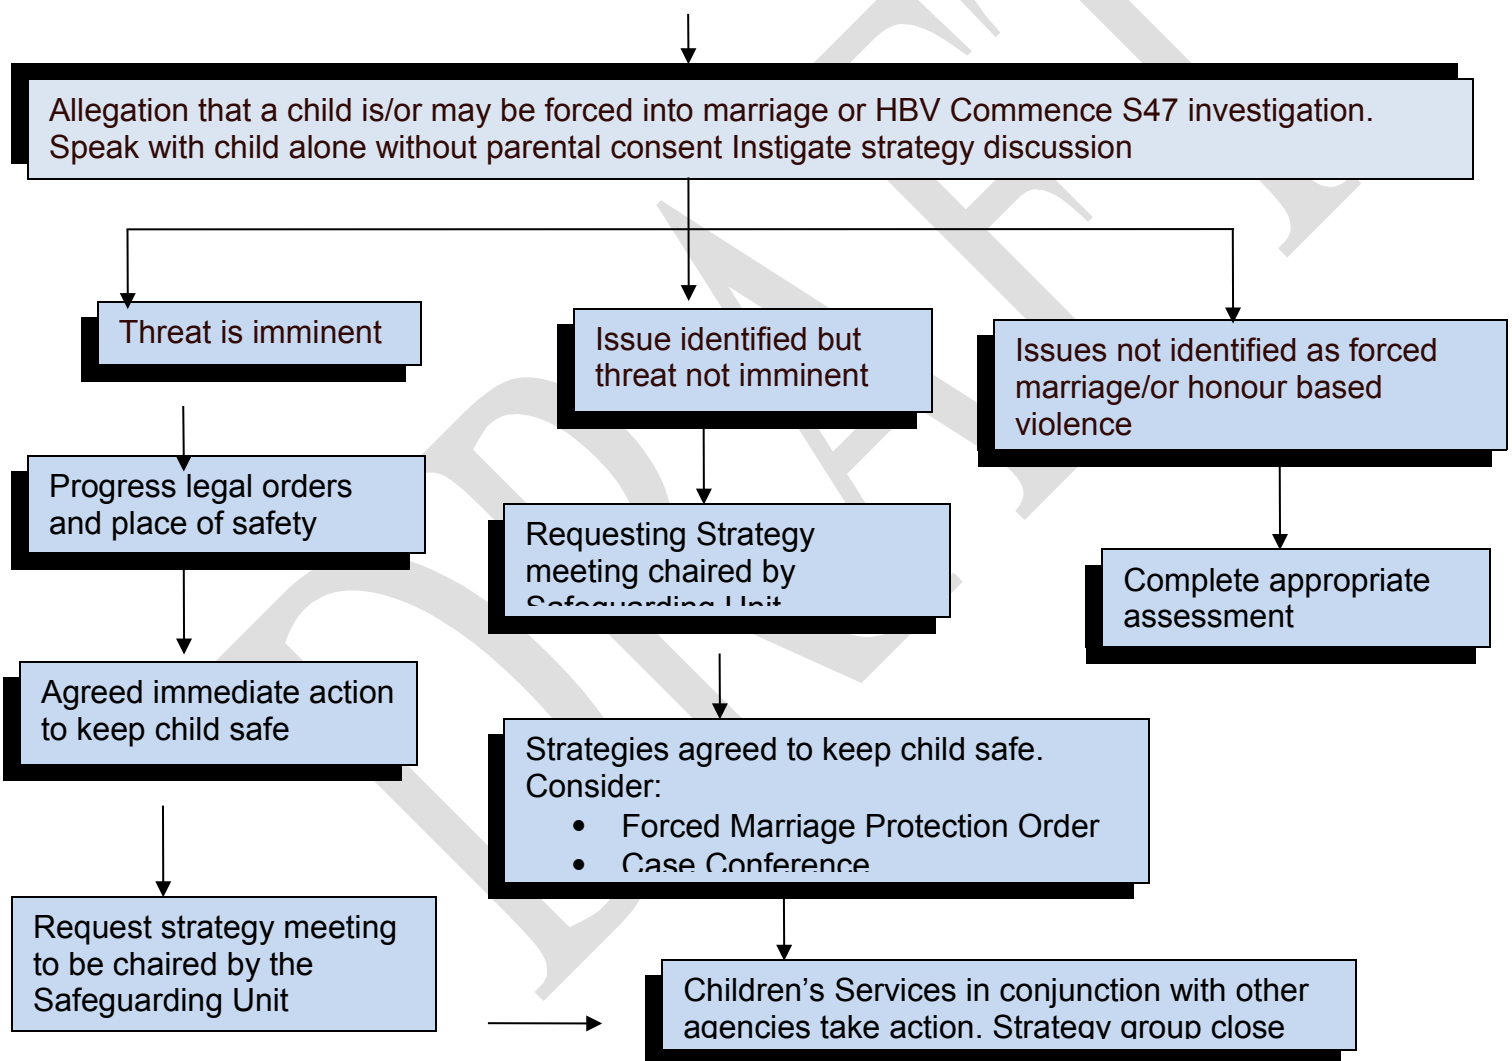 Allegation that a child is/or may be forced into marriage or HBV Commence S47 investigation.
Speak with child alone without parental consent Instigate strategy discussion
Threat is imminent
Issue identified but
threat not imminent
Issues not identified as forced
marriage/or honour based
violence
Progress legal orders
and place of safety
Requesting Strategy
meeting chaired by
Safeguarding Unit
Complete appropriate
assessment
Agreed immediate action
to keep child safe
Strategies agreed to keep child safe.
Consider:
• Forced Marriage Protection Order
• Case Conference
Request strategy meeting
to be chaired by the
Safeguarding Unit
Children’s Services in conjunction with other
agencies take action. Strategy group close
DRAFT